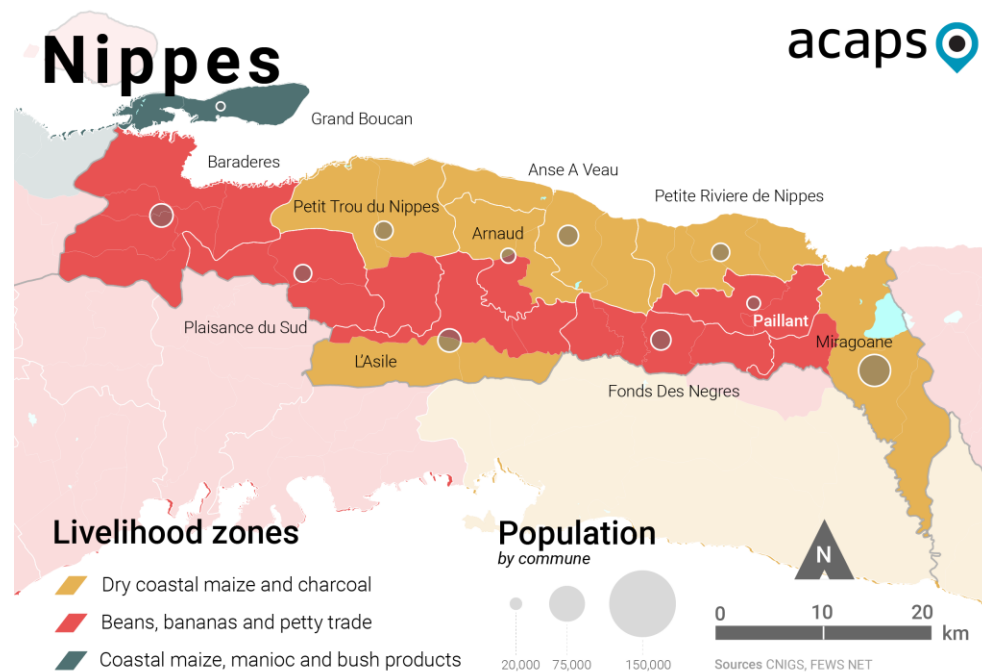 Nippes
acaps
Grand Boucan
Baraderes
Anse A Veau
Petite Riviere de Nippes
Petit Trou du Nippes
Arnaud
Plaisance du Sud
Paillant
Miragoane
L'Asile
Fonds Des Negres
Livelihood zones
Dry coastal maize and charcoal
Beans, bananas and petty trade
Coastal maize, manioc and bush products
Population
by commune
20,000 75,000 150,000
N
0 10 20
km
Sources CNIGS, FEWS NET